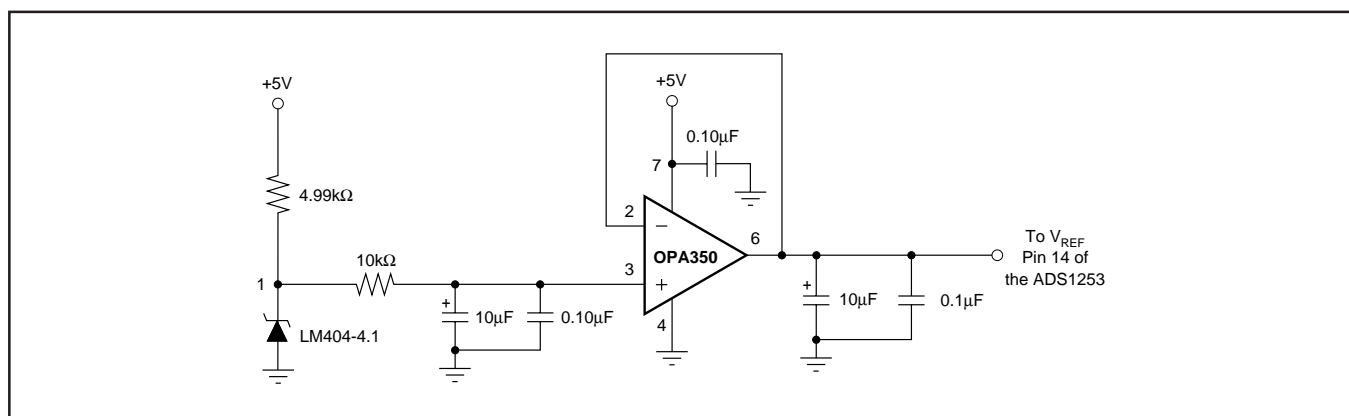 +5V
4.99kΩ
1
10kΩ
LM404-4.1
+
10µF
0.10µF
+5V
7
0.10µF
2
−
OPA350
3
+
4
6
+
10µF
0.1µF
To VREF
Pin 14 of
the ADS1253